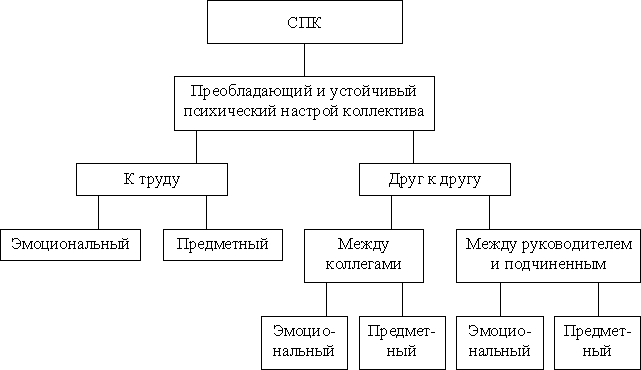 СПК
Преобладающий и устойчивый
психический настрой коллектива
К труду
Друг к другу
Эмоциональный
Предметный
Между
коллегами
Между руководителем
и подчиненным
Эмоцио-
нальный
Предмет-
ный
Эмоцио-
нальный
Предмет-
ный